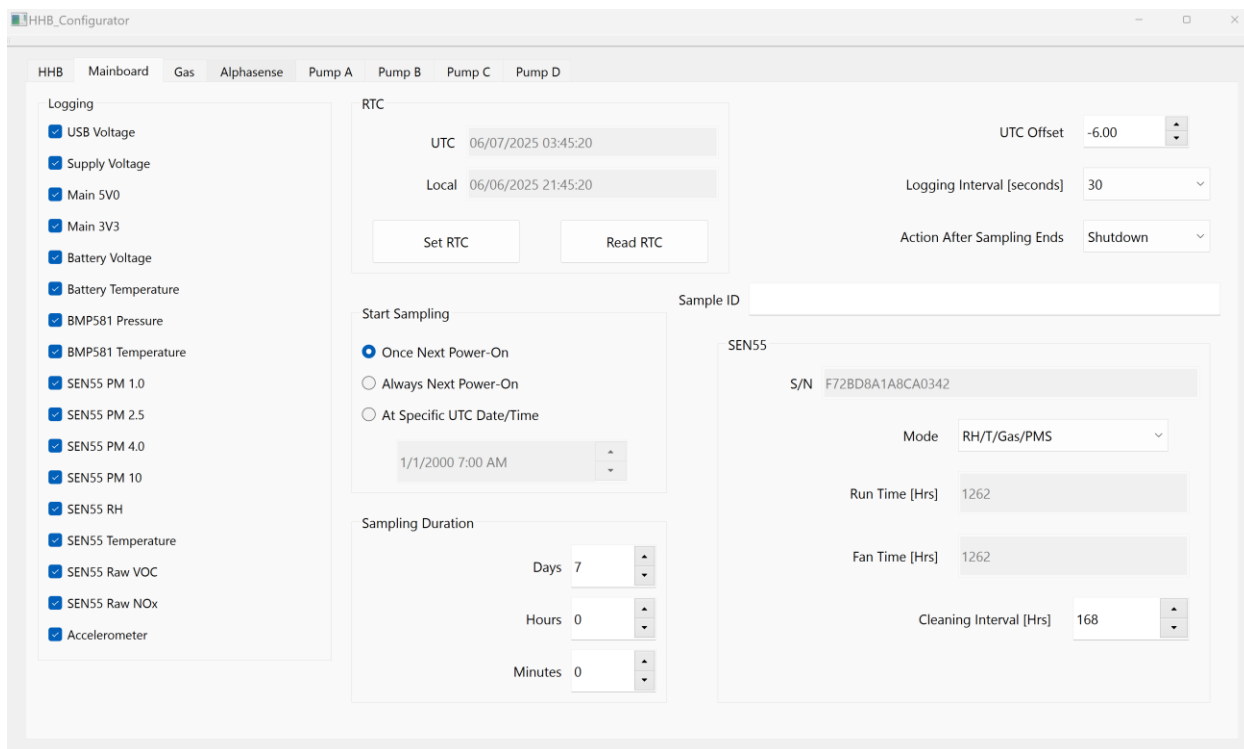 HHB_Configurator
HHB Mainboard Gas Alphasense Pump A Pump B Pump C Pump D
Logging
USB Voltage
Supply Voltage
Main 5V0
Main 3V3
Battery Voltage
Battery Temperature
BMP581 Pressure
BMP581 Temperature
SEN55 PM 1.0
SEN55 PM 2.5
SEN55 PM 4.0
SEN55 PM 10
SEN55 RH
SEN55 Temperature
SEN55 Raw VOC
SEN55 Raw NOx
Accelerometer
RTC
UTC 06/07/2025 03:45:20
Local 06/06/2025 21:45:20
Set RTC Read RTC
UTC Offset -6.00
Logging Interval [seconds] 30
Action After Sampling Ends Shutdown
Sample ID
Start Sampling
Once Next Power-On
Always Next Power-On
At Specific UTC Date/Time
1/1/2000 7:00 AM
Sampling Duration
Days 7
Hours 0
Minutes 0
SEN55
S/N F72BD8A1A8CA0342
Mode RH/T/Gas/PMS
Run Time [Hrs] 1262
Fan Time [Hrs] 1262
Cleaning Interval [Hrs] 168